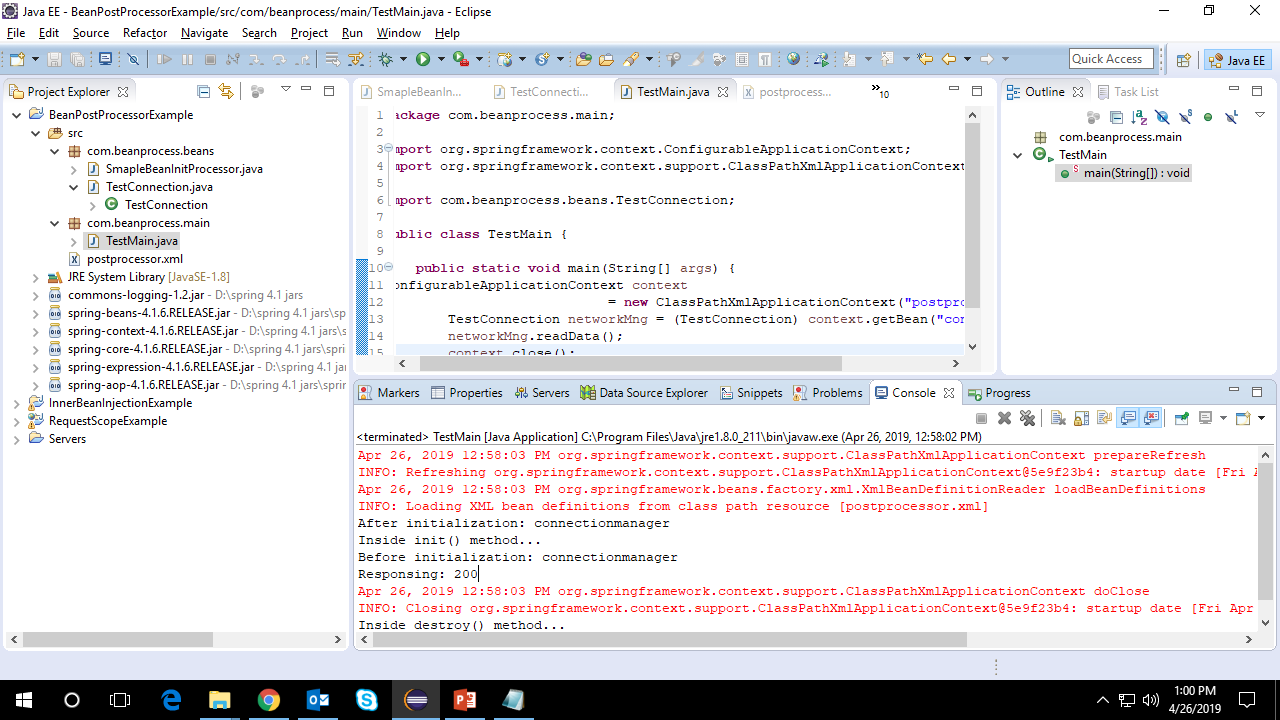 Java EE - BeanPostProcessorExample/src/com/beanprocess/main/TestMain.java - Eclipse
File Edit Source Refactor Navigate Search Project Run Window Help
Quick Access
Java EE
Project Explorer
BeanPostProcessorExample
src
com.beanprocess.beans
SmapleBeanInitProcessor.java
TestConnection.java
TestConnection
com.beanprocess.main
TestMain.java
postprocessor.xml
JRE System Library [JavaSE-1.8]
commons-logging-1.2.jar - D:\spring 4.1 jars
spring-beans-4.1.6.RELEASE.jar - D:\spring 4.1 jars\sp
spring-context-4.1.6.RELEASE.jar - D:\spring 4.1 jars\
spring-core-4.1.6.RELEASE.jar - D:\spring 4.1 jars\spri
spring-expression-4.1.6.RELEASE.jar - D:\spring 4.1 ja
spring-aop-4.1.6.RELEASE.jar - D:\spring 4.1 jars\sprin
InnerBeanInjectionExample
RequestScopeExample
Servers
SmapleBeanIn... TestConnecti... TestMain.java postprocess... »10
1 ackage com.beanprocess.main;
2
3 mport org.springframework.context.ConfigurableApplicationContext;
4 mport org.springframework.context.support.ClassPathXmlApplicationContext
5
6 mport com.beanprocess.beans.TestConnection;
7
8 ublic class TestMain {
9
10 public static void main(String[] args) {
11 onfigurableApplicationContext context
12 = new ClassPathXmlApplicationContext("postpro
13 TestConnection networkMng = (TestConnection) context.getBean("con
14 networkMng.readData();
15 context.close();
Outline Task List
com.beanprocess.main
TestMain
main(String[]) : void
Markers Properties Servers Data Source Explorer Snippets Problems Console Progress
<terminated> TestMain [Java Application] C:\Program Files\Java\jre1.8.0_211\bin\javaw.exe (Apr 26, 2019, 12:58:02 PM)
Apr 26, 2019 12:58:03 PM org.springframework.context.support.ClassPathXmlApplicationContext prepareRefresh
INFO: Refreshing org.springframework.context.support.ClassPathXmlApplicationContext@5e9f23b4: startup date [Fri A
Apr 26, 2019 12:58:03 PM org.springframework.beans.factory.xml.XmlBeanDefinitionReader loadBeanDefinitions
INFO: Loading XML bean definitions from class path resource [postprocessor.xml]
After initialization: connectionmanager
Inside init() method...
Before initialization: connectionmanager
Responsing: 200
Apr 26, 2019 12:58:03 PM org.springframework.context.support.ClassPathXmlApplicationContext doClose
INFO: Closing org.springframework.context.support.ClassPathXmlApplicationContext@5e9f23b4: startup date [Fri Apr
Inside destroy() method...
1:00 PM
4/26/2019